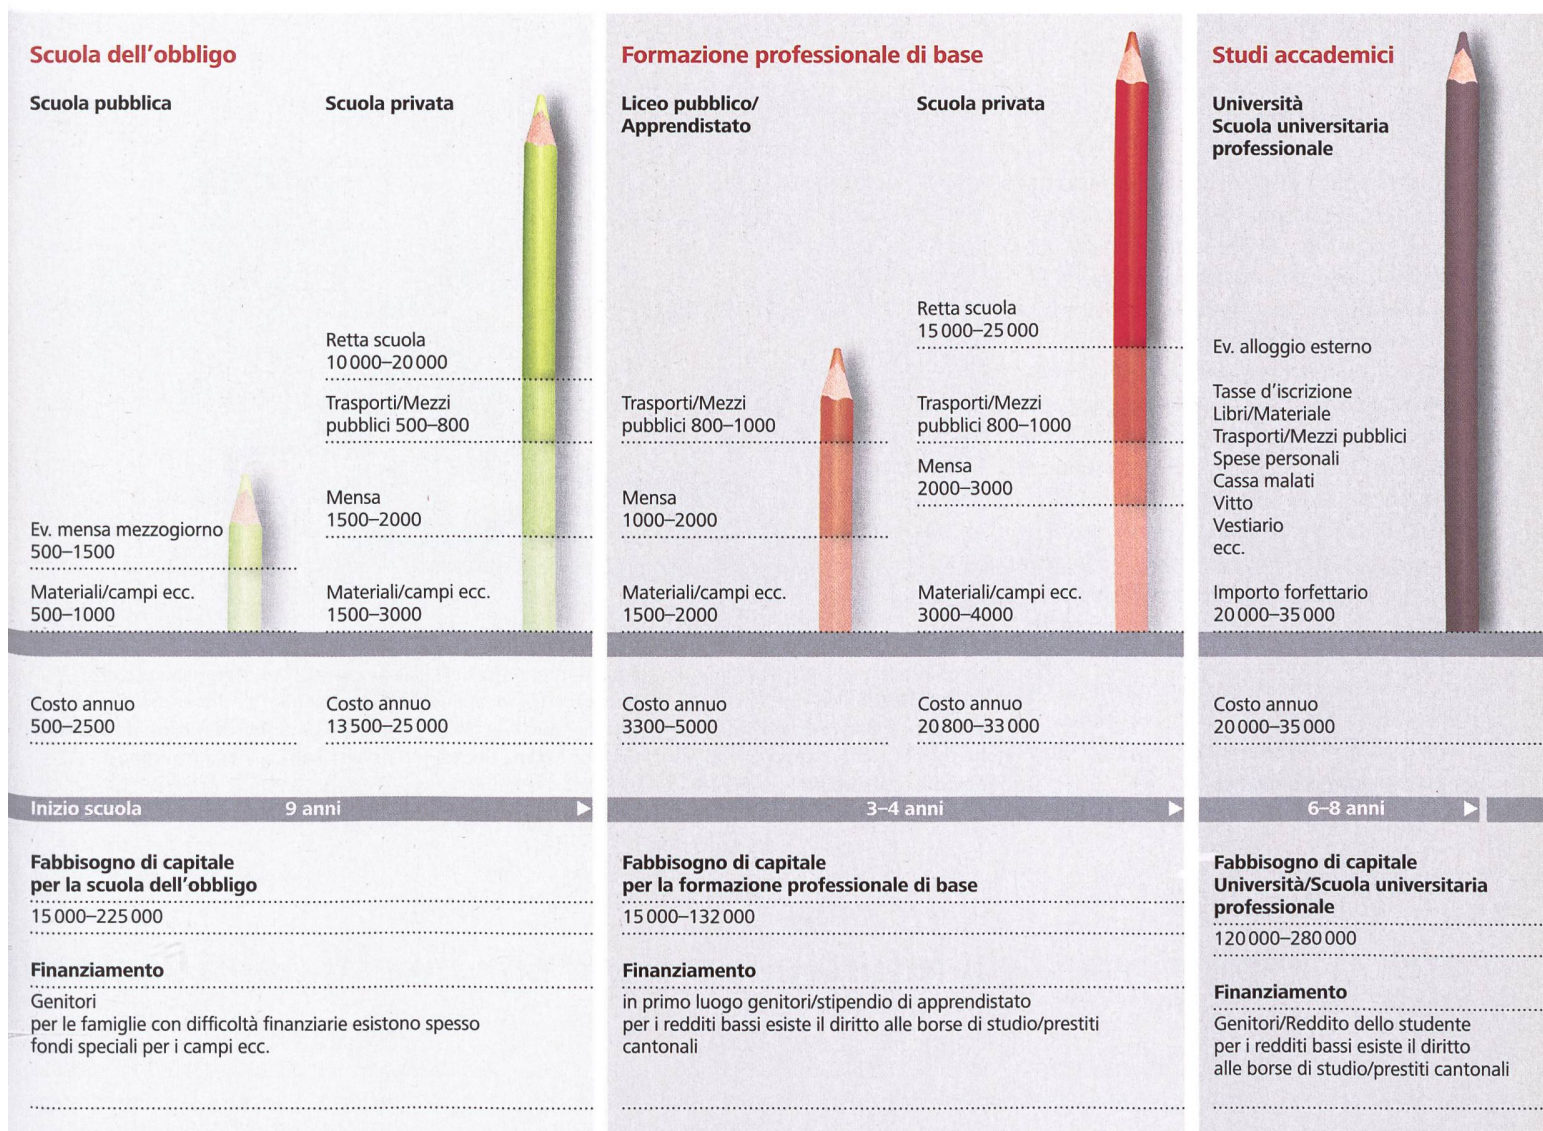 Scuola dell'obbligo
Scuola pubblica
Ev. mensa mezzogiorno
500–1500
Materiali/campi ecc.
500–1000
Costo annuo
500–2500
Scuola privata
Retta scuola
10 000–20 000
Trasporti/Mezzi
pubblici 500–800
Mensa
1500–2000
Materiali/campi ecc.
1500–3000
Costo annuo
13 500–25 000
Inizio scuola 9 anni
Fabbisogno di capitale
per la scuola dell'obbligo
15 000–225 000
Finanziamento
Genitori
per le famiglie con difficoltà finanziarie esistono spesso
fondi speciali per i campi ecc.
Formazione professionale di base
Liceo pubblico/
Apprendistato
Trasporti/Mezzi
pubblici 800–1000
Mensa
1000–2000
Materiali/campi ecc.
1500–2000
Costo annuo
3300–5000
Scuola privata
Retta scuola
15 000–25 000
Trasporti/Mezzi
pubblici 800–1000
Mensa
2000–3000
Materiali/campi ecc.
3000–4000
Costo annuo
20 800–33 000
3–4 anni
Fabbisogno di capitale
per la formazione professionale di base
15 000–132 000
Finanziamento
in primo luogo genitori/stipendio di apprendistato
per i redditi bassi esiste il diritto alle borse di studio/prestiti
cantonali
Studi accademici
Università
Scuola universitaria
professionale
Ev. alloggio esterno
Tasse d'iscrizione
Libri/Materiale
Trasporti/Mezzi pubblici
Spese personali
Cassa malati
Vitto
Vestiario
ecc.
Importo forfettario
20 000–35 000
Costo annuo
20 000–35 000
6–8 anni
Fabbisogno di capitale
Università/Scuola universitaria
professionale
120 000–280 000
Finanziamento
Genitori/Reddito dello studente
per i redditi bassi esiste il diritto
alle borse di studio/prestiti cantonali